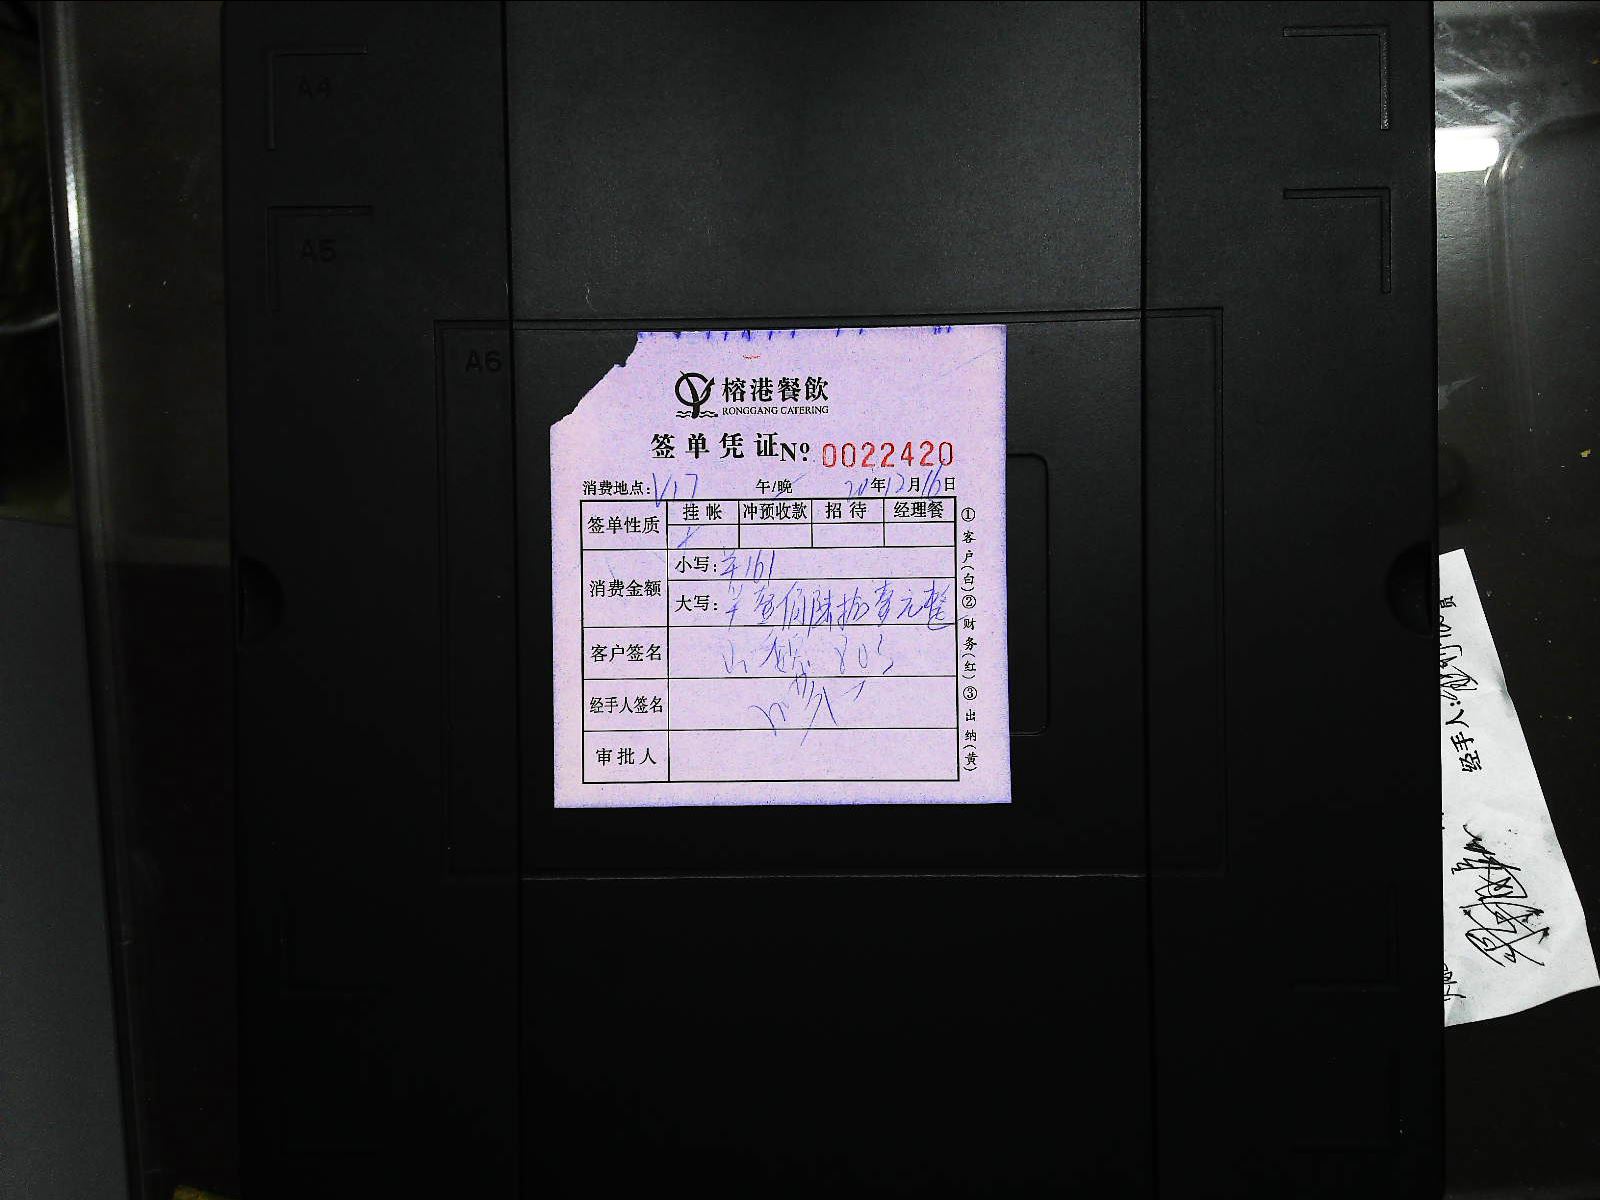 A4
A5
A6
榕港餐飲
RONGGANG CATERING
签单凭证 No 0022420
消费地点: V17 午/晚 年12月16日
签单性质 挂帐 冲预收款 招待 经理餐
消费金额 小写: ¥161
大写: 壹佰陆拾壹元整
客户签名
经手人签名
审批人
①客户(白)②财务(红)③出纳(黄)
经手人: